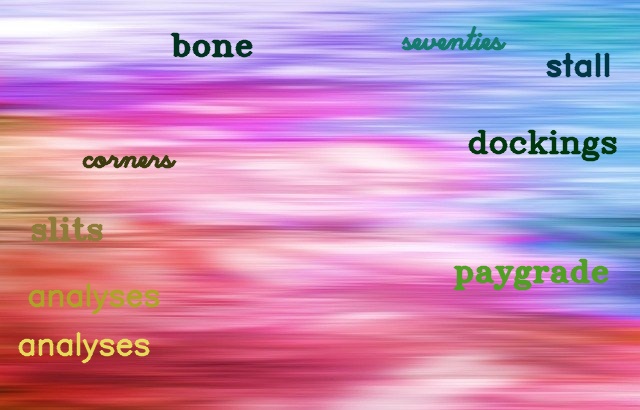 bone
seventies
stall
dockings
corners
slits
paygrade
analyses
analyses